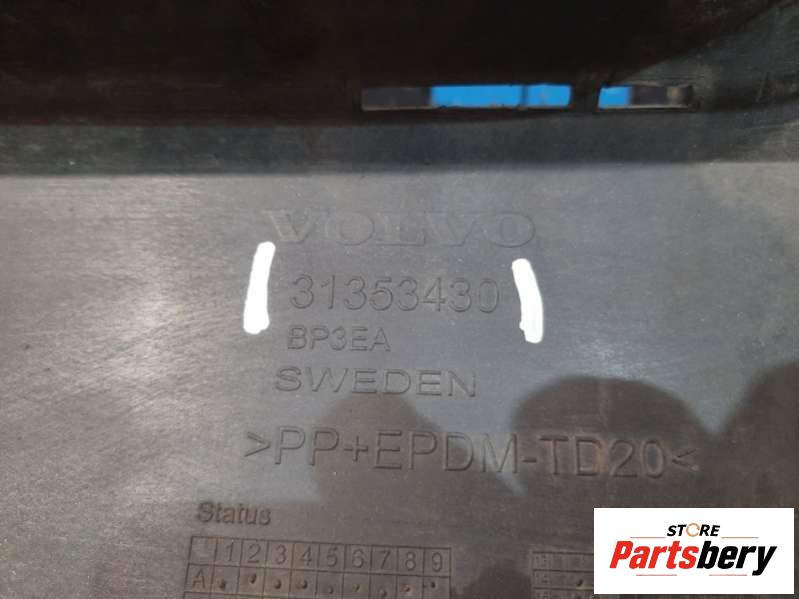 VOLVO
31353430
BP3EA
SWEDEN
>PP+EPDM-TD20<
Status
1 2 3 4 5 6 7 8 9
A
STORE
Partsbery